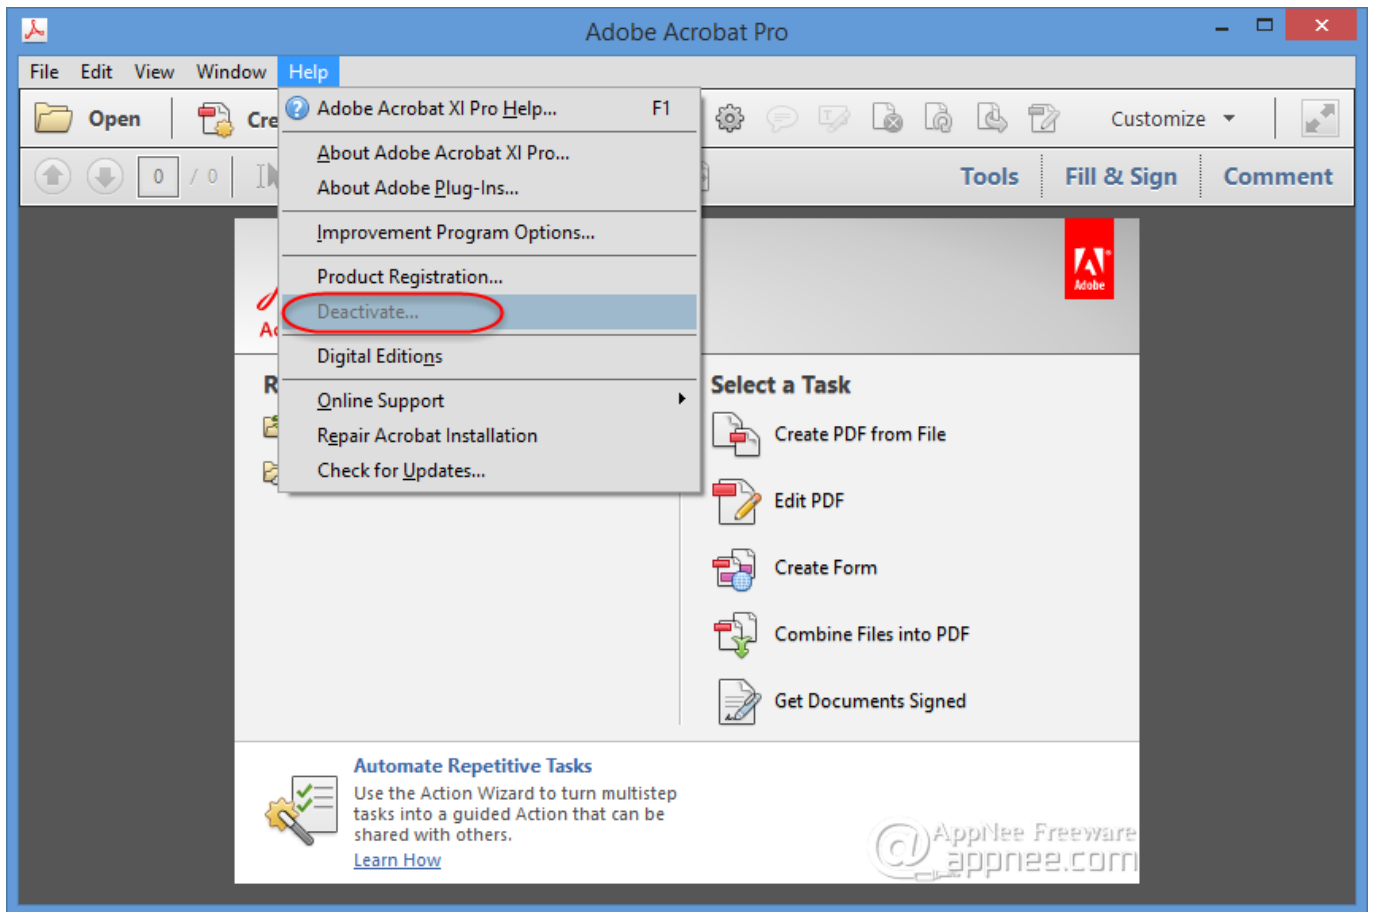 Adobe Acrobat Pro
File Edit View Window Help
Open Cre Customize
0 / 0 Tools Fill & Sign Comment
Adobe Acrobat XI Pro Help... F1
About Adobe Acrobat XI Pro...
About Adobe Plug-Ins...
Improvement Program Options...
Product Registration...
Deactivate...
Digital Editions
Online Support
Repair Acrobat Installation
Check for Updates...
Adobe
Select a Task
Create PDF from File
Edit PDF
Create Form
Combine Files into PDF
Get Documents Signed
Automate Repetitive Tasks
Use the Action Wizard to turn multistep
tasks into a guided Action that can be
shared with others.
Learn How
AppNee Freeware
appnee.com